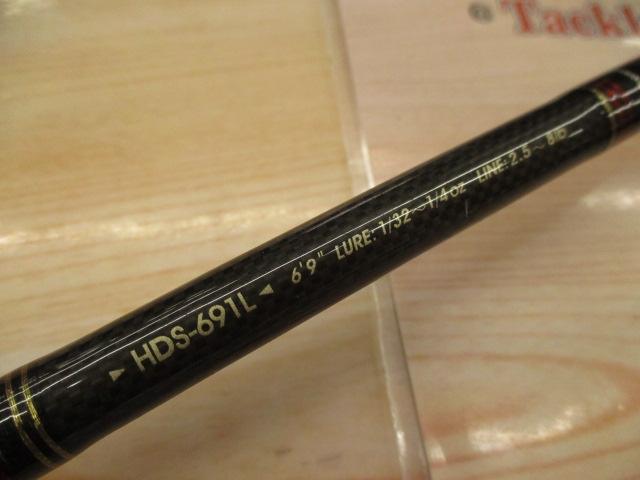 Tackl
▶ HDS-691L ◀ 6'9" LURE: 1/32~1/4oz LINE: 2.5~8lb